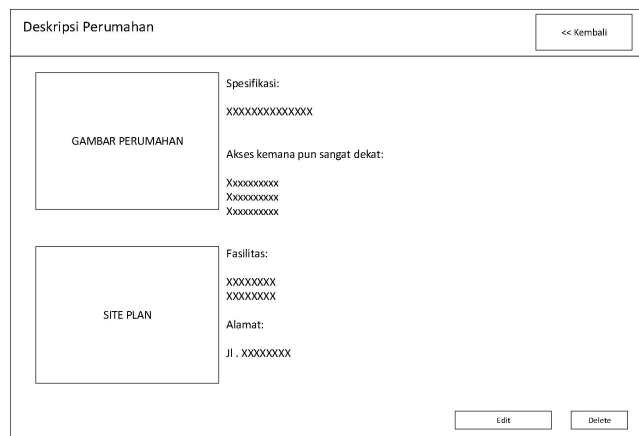 Deskripsi Perumahan
<< Kembali
GAMBAR PERUMAHAN
Spesifikasi:
XXXXXXXXXXXXXX
Akses kemana pun sangat dekat:
Xxxxxxxxxx
Xxxxxxxxxx
Xxxxxxxxxx
SITE PLAN
Fasilitas:
XXXXXXXX
XXXXXXXX
Alamat:
Jl . XXXXXXXX
Edit
Delete